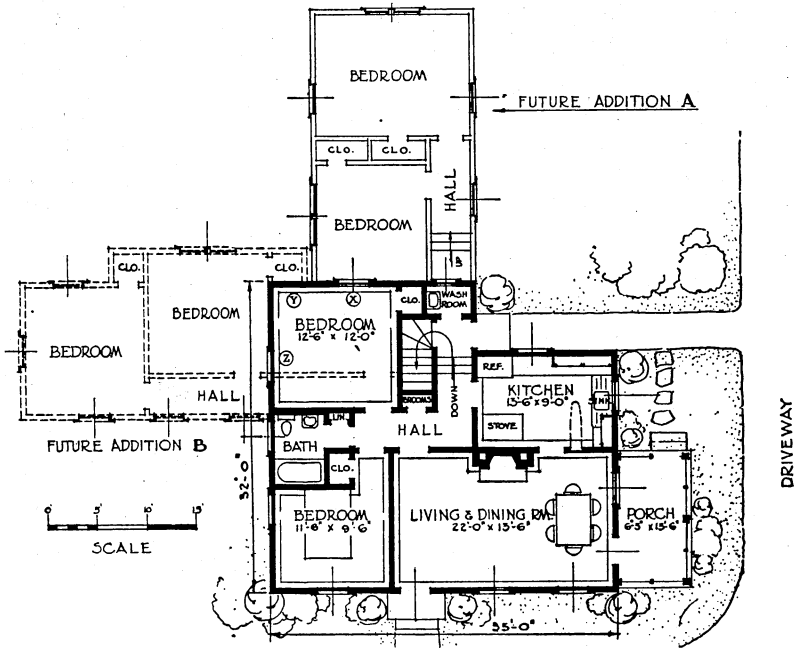 BEDROOM
FUTURE ADDITION A
CLO.
CLO.
HALL
BEDROOM
B
CLO.
CLO.
BEDROOM
BEDROOM
HALL
FUTURE ADDITION B
Y
X
Z
CLO.
WASH
ROOM
BEDROOM
12'-6" X 12'-0"
BROOMS
DOWN
REF.
KITCHEN
13'-6" X 9'-0"
SINK
STOVE
LIN.
HALL
BATH
CLO.
32'-0"
BEDROOM
11'-8" X 9'-6"
LIVING & DINING RM.
22'-0" X 13'-6"
PORCH
6'-3" X 13'-6"
DRIVEWAY
0' 5' 10' 15'
SCALE
35'-0"